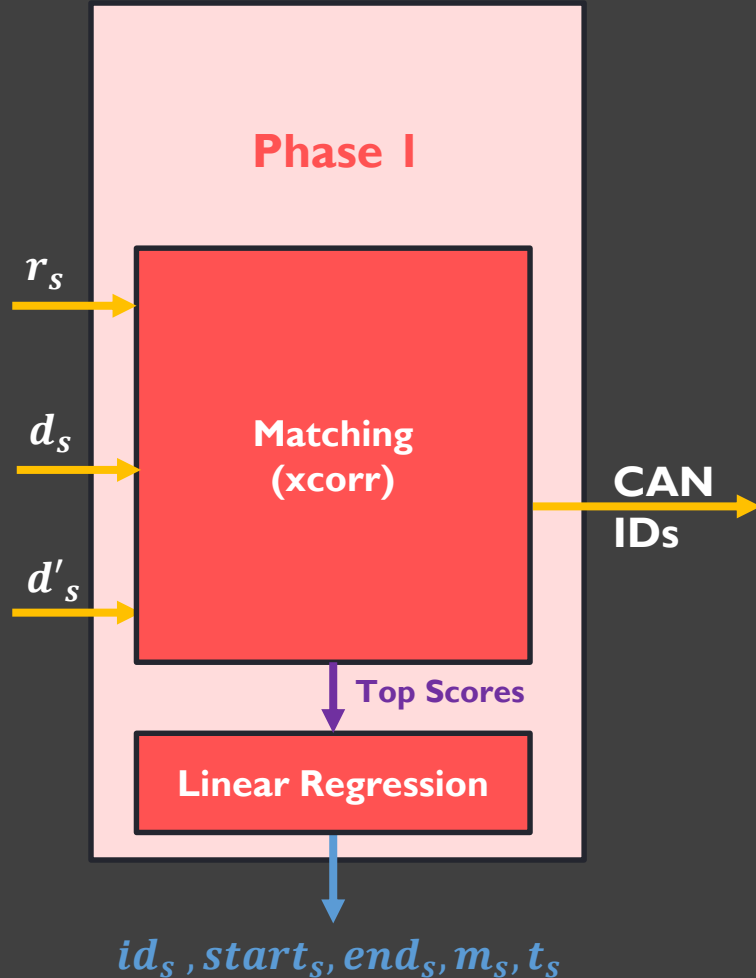 Phase 1
r_s
d_s
d'_s
Matching
(xcorr)
CAN
IDs
Top Scores
Linear Regression
id_s , start_s, end_s, m_s, t_s